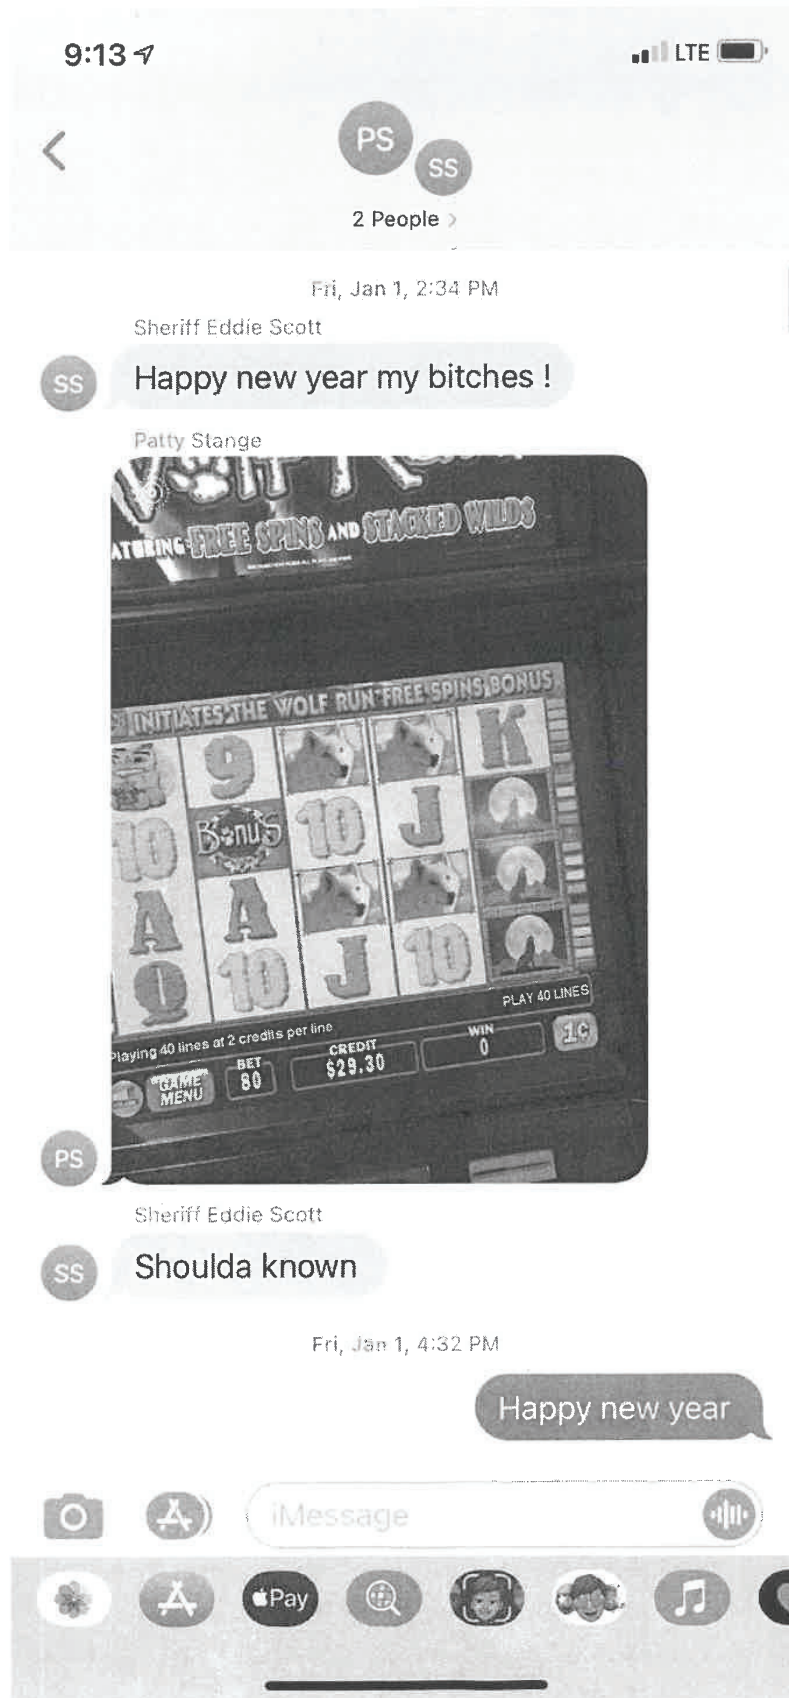 9:13
LTE
PS
SS
2 People
Fri, Jan 1, 2:34 PM
Sheriff Eddie Scott
SS
Happy new year my bitches !
Patty Stange
ATURING FREE SPINS AND STACKED WILDS
INITIATES THE WOLF RUN FREE SPINS BONUS
9
K
10
BONUS
10
J
A
A
Q
10
J
10
PLAY 40 LINES
Playing 40 lines at 2 credits per line
GAME
MENU
BET
80
CREDIT
$29.30
WIN
0
1¢
PS
Sheriff Eddie Scott
SS
Shoulda known
Fri, Jan 1, 4:32 PM
Happy new year
iMessage
Pay